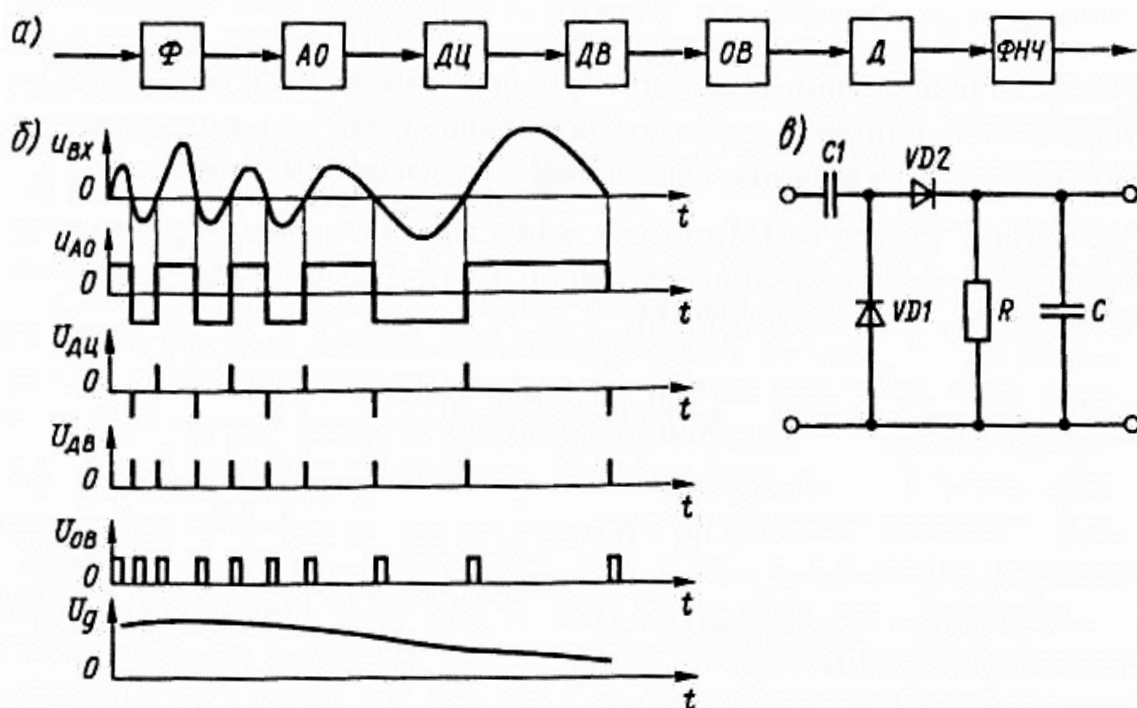 а)
Ф АО ДЦ ДВ ОВ Д ФНЧ
б)
uВХ
0
t
uАО
0
t
UДЦ
0
t
UДВ
0
t
UОВ
0
t
Ug
0
t
в)
C1 VD2
VD1 R C